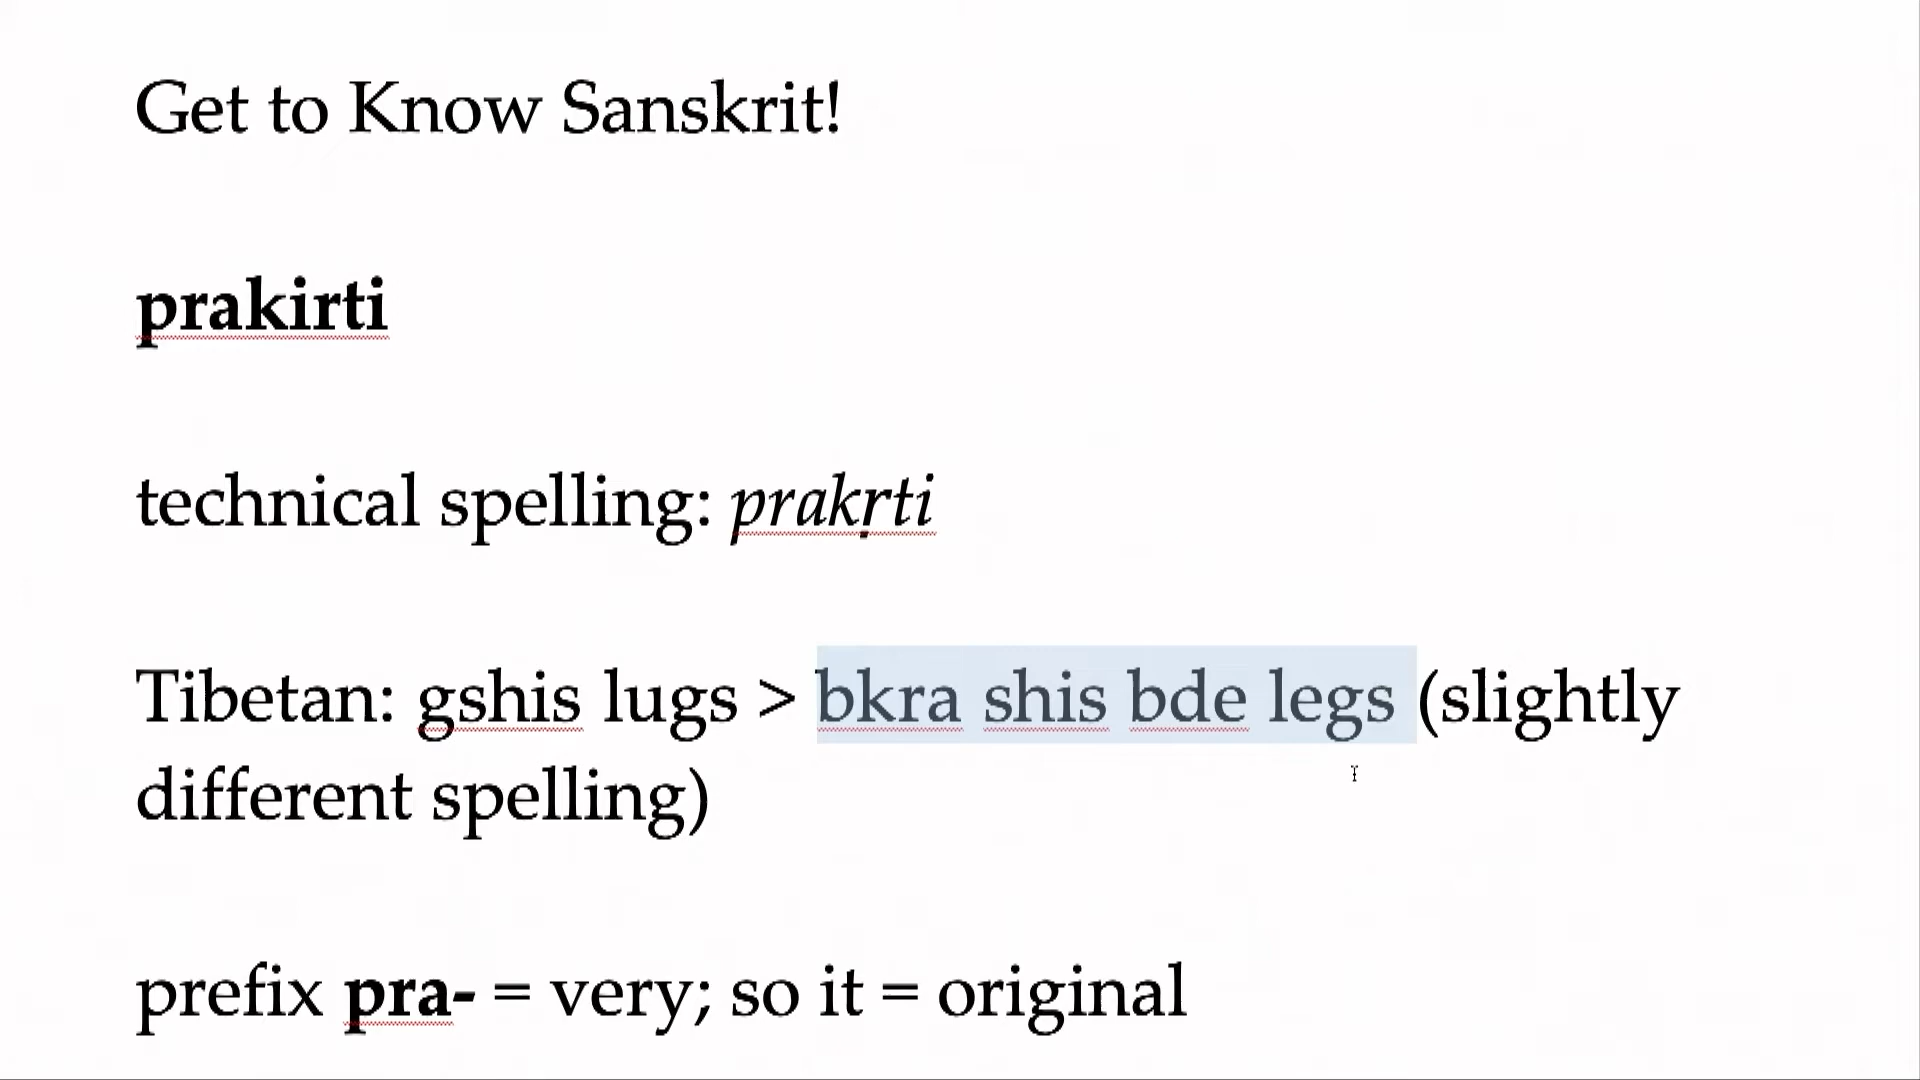 Get to Know Sanskrit!
prakirti
technical spelling: prakṛti
Tibetan: gshis lugs > bkra shis bde legs (slightly
different spelling)
prefix pra- = very; so it = original